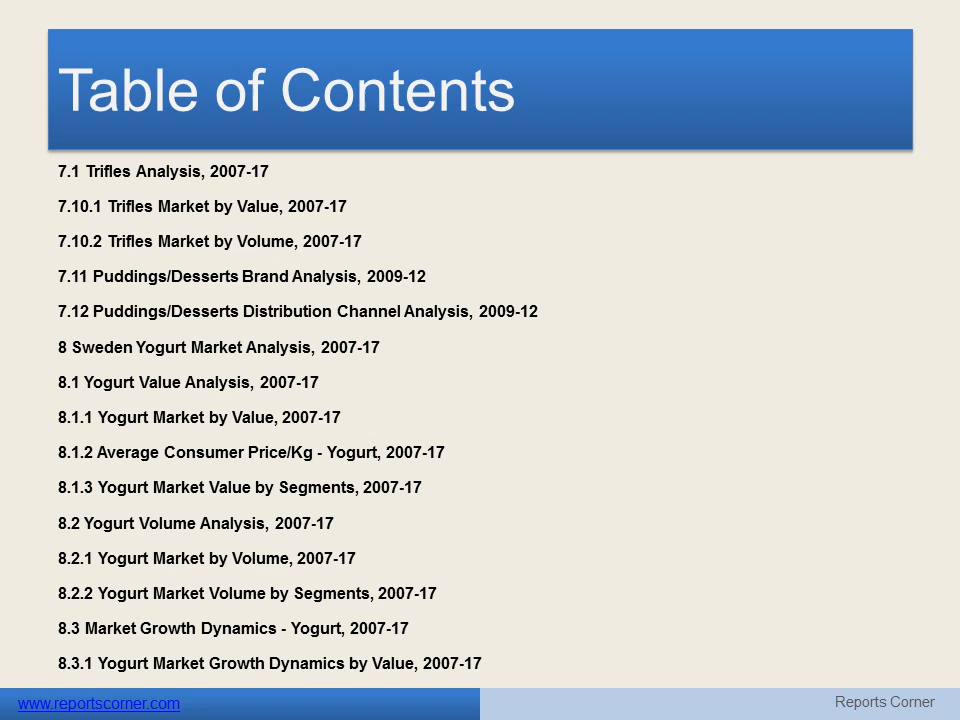 Table of Contents
7.1 Trifles Analysis, 2007-17
7.10.1 Trifles Market by Value, 2007-17
7.10.2 Trifles Market by Volume, 2007-17
7.11 Puddings/Desserts Brand Analysis, 2009-12
7.12 Puddings/Desserts Distribution Channel Analysis, 2009-12
8 Sweden Yogurt Market Analysis, 2007-17
8.1 Yogurt Value Analysis, 2007-17
8.1.1 Yogurt Market by Value, 2007-17
8.1.2 Average Consumer Price/Kg - Yogurt, 2007-17
8.1.3 Yogurt Market Value by Segments, 2007-17
8.2 Yogurt Volume Analysis, 2007-17
8.2.1 Yogurt Market by Volume, 2007-17
8.2.2 Yogurt Market Volume by Segments, 2007-17
8.3 Market Growth Dynamics - Yogurt, 2007-17
8.3.1 Yogurt Market Growth Dynamics by Value, 2007-17
www.reportscorner.com
Reports Corner